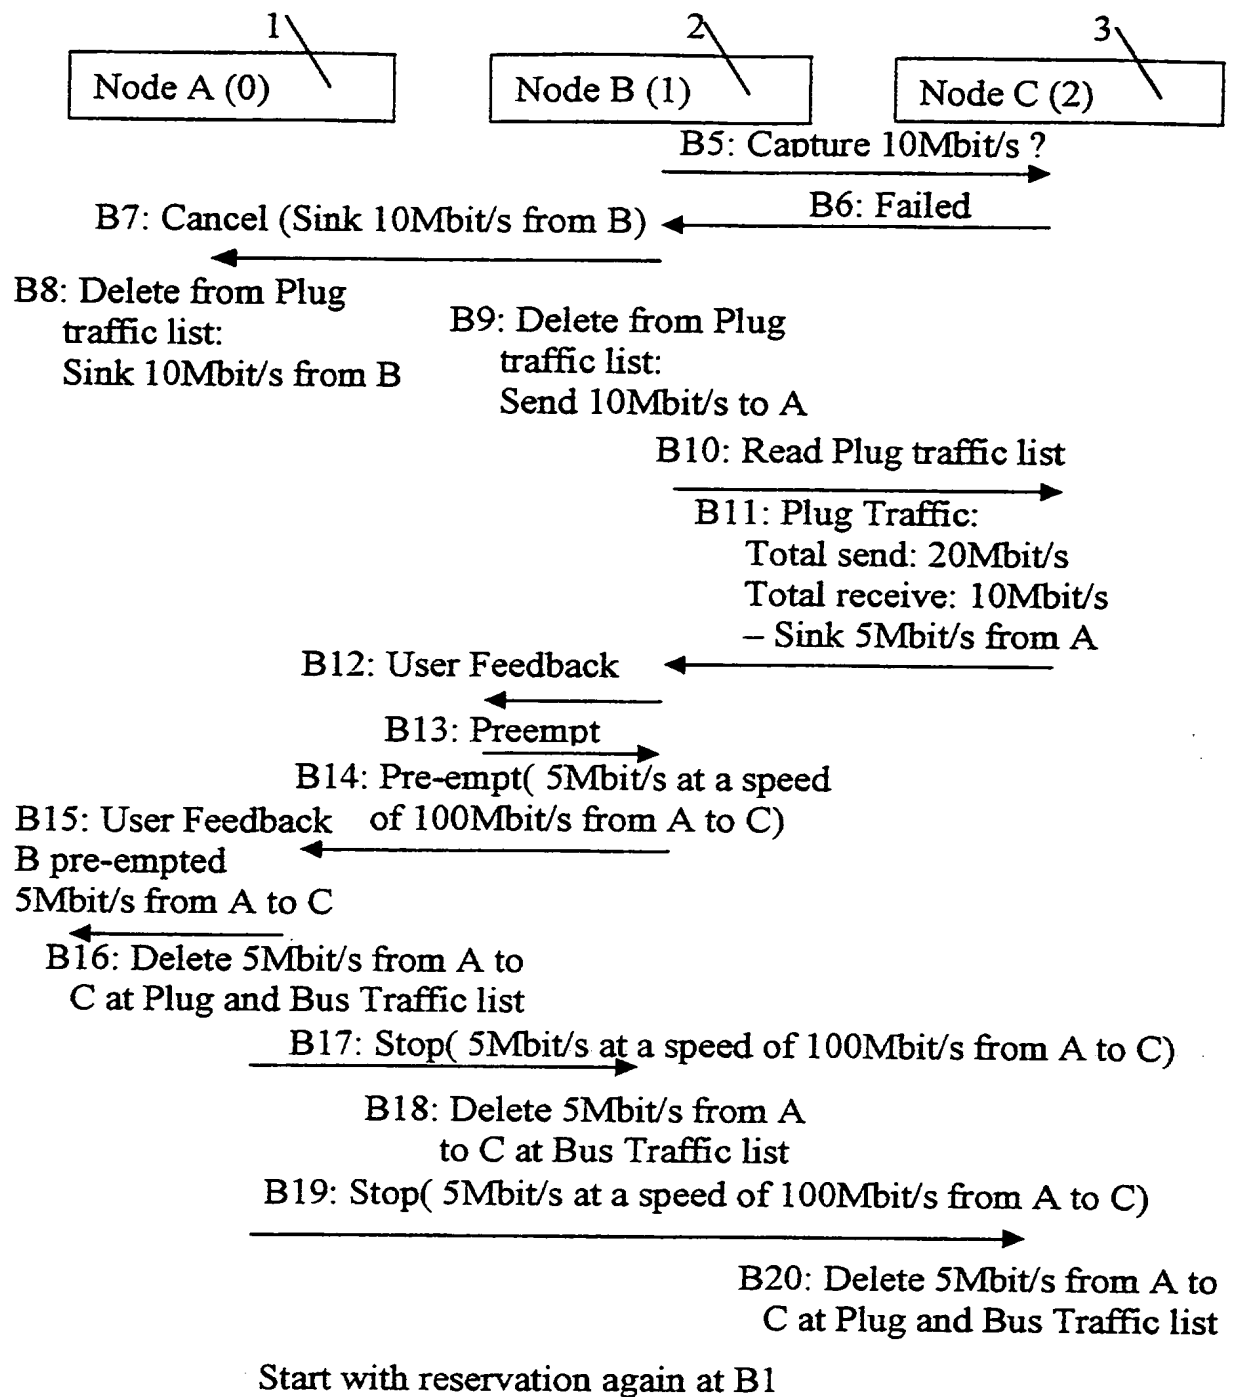 1
2
3
Node A (0)
Node B (1)
Node C (2)
B5: Capture 10Mbit/s ?
B6: Failed
B7: Cancel (Sink 10Mbit/s from B)
B8: Delete from Plug
traffic list:
Sink 10Mbit/s from B
B9: Delete from Plug
traffic list:
Send 10Mbit/s to A
B10: Read Plug traffic list
B11: Plug Traffic:
Total send: 20Mbit/s
Total receive: 10Mbit/s
– Sink 5Mbit/s from A
B12: User Feedback
B13: Preempt
B14: Pre-empt( 5Mbit/s at a speed
of 100Mbit/s from A to C)
B15: User Feedback
B pre-empted
5Mbit/s from A to C
B16: Delete 5Mbit/s from A to
C at Plug and Bus Traffic list
B17: Stop( 5Mbit/s at a speed of 100Mbit/s from A to C)
B18: Delete 5Mbit/s from A
to C at Bus Traffic list
B19: Stop( 5Mbit/s at a speed of 100Mbit/s from A to C)
B20: Delete 5Mbit/s from A to
C at Plug and Bus Traffic list
Start with reservation again at B1